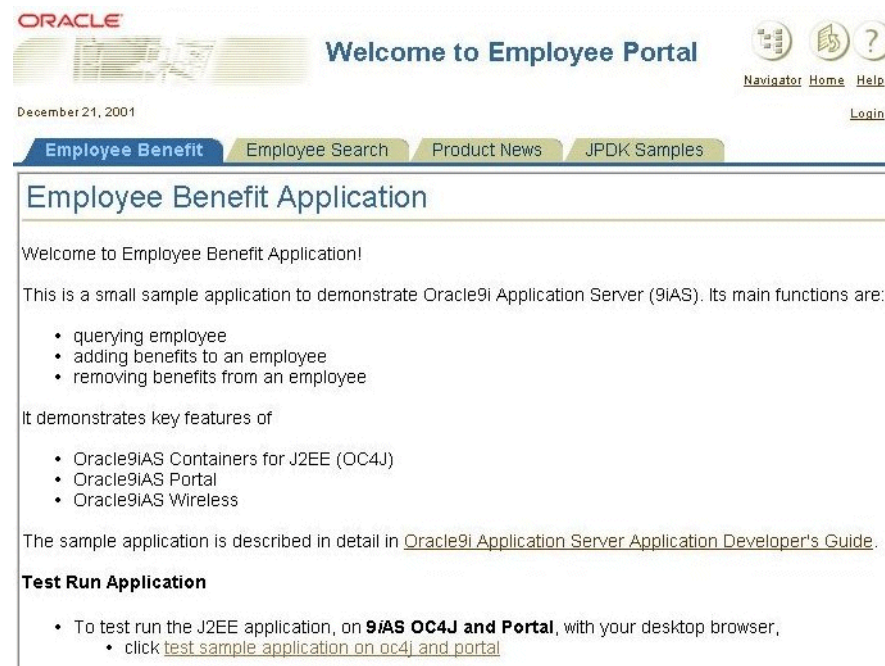 ORACLE
Welcome to Employee Portal
Navigator Home Help
December 21, 2001
Login
Employee Benefit
Employee Search
Product News
JPDK Samples
Employee Benefit Application
Welcome to Employee Benefit Application!
This is a small sample application to demonstrate Oracle9i Application Server (9iAS). Its main functions are:
• querying employee
• adding benefits to an employee
• removing benefits from an employee
It demonstrates key features of
• Oracle9iAS Containers for J2EE (OC4J)
• Oracle9iAS Portal
• Oracle9iAS Wireless
The sample application is described in detail in Oracle9i Application Server Application Developer's Guide.
Test Run Application
• To test run the J2EE application, on 9iAS OC4J and Portal, with your desktop browser,
• click test sample application on oc4j and portal